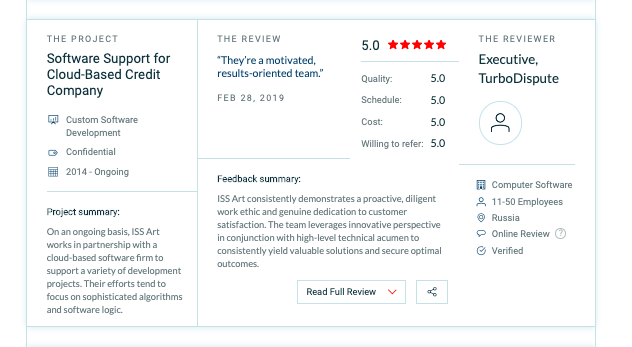 THE PROJECT
Software Support for
Cloud-Based Credit
Company
Custom Software
Development
Confidential
2014 - Ongoing
Project summary:
On an ongoing basis, ISS Art
works in partnership with a
cloud-based software firm to
support a variety of development
projects. Their efforts tend to
focus on sophisticated algorithms
and software logic.
THE REVIEW
“They're a motivated,
results-oriented team.”
FEB 28, 2019
5.0
Quality: 5.0
Schedule: 5.0
Cost: 5.0
Willing to refer: 5.0
Feedback summary:
ISS Art consistently demonstrates a proactive, diligent
work ethic and genuine dedication to customer
satisfaction. The team leverages innovative perspective
in conjunction with high-level technical acumen to
consistently yield valuable solutions and secure optimal
outcomes.
Read Full Review
THE REVIEWER
Executive,
TurboDispute
Computer Software
11-50 Employees
Russia
Online Review ?
Verified